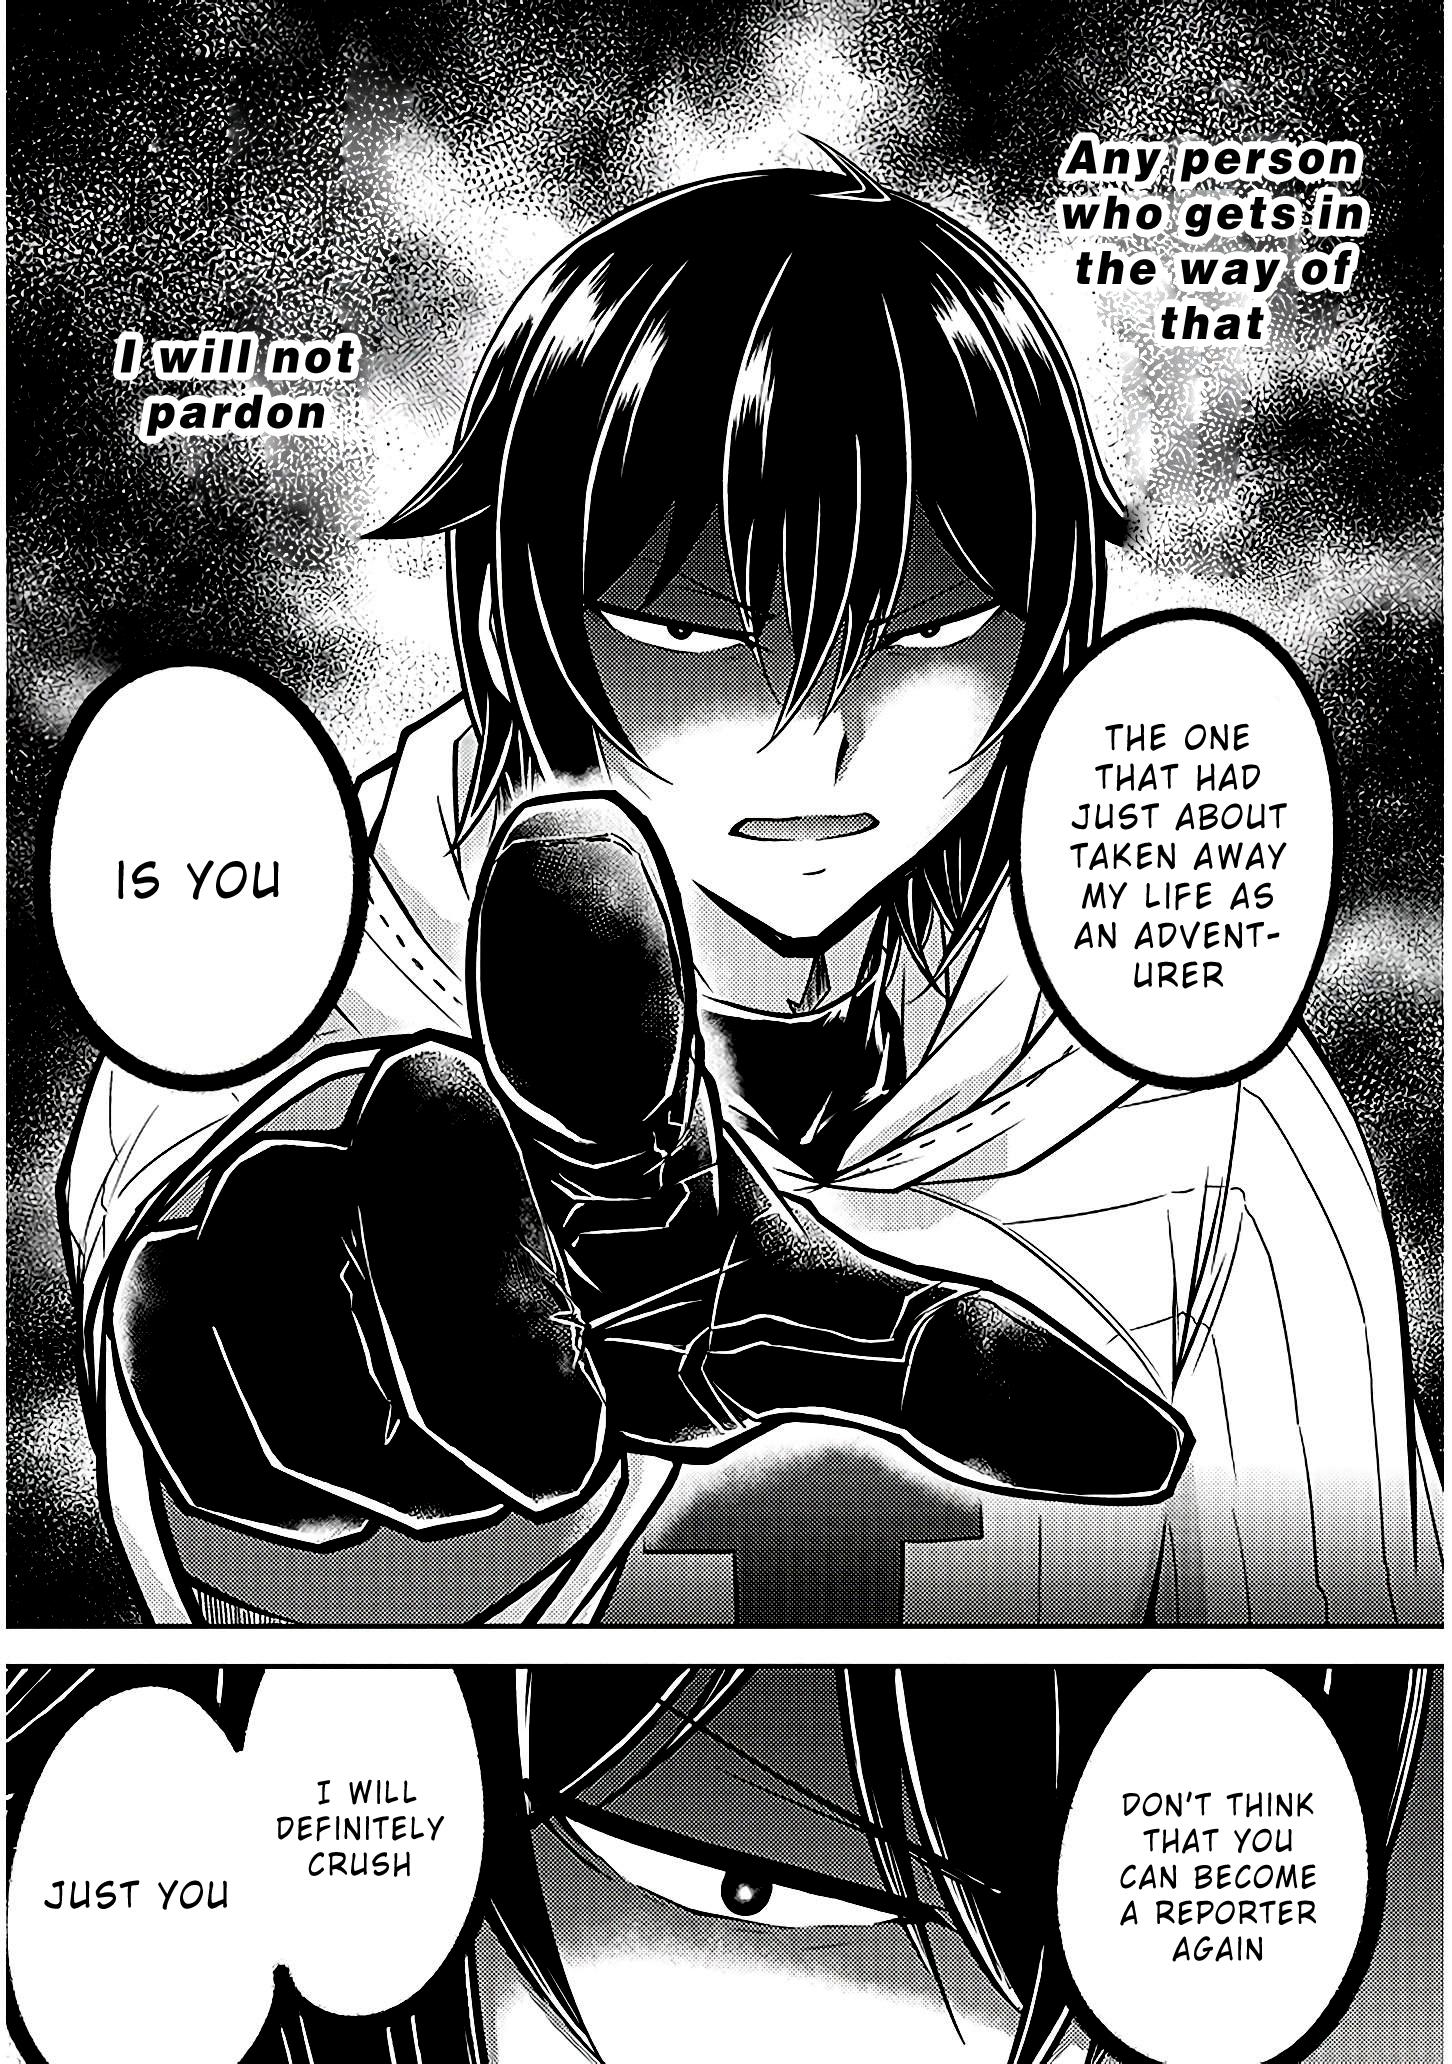 Any person
who gets in
the way of
that
I will not
pardon
THE ONE
THAT HAD
JUST ABOUT
TAKEN AWAY
MY LIFE AS
AN ADVENT-
URER
IS YOU
DON'T THINK
THAT YOU
CAN BECOME
A REPORTER
AGAIN
I WILL
DEFINITELY
CRUSH
JUST YOU